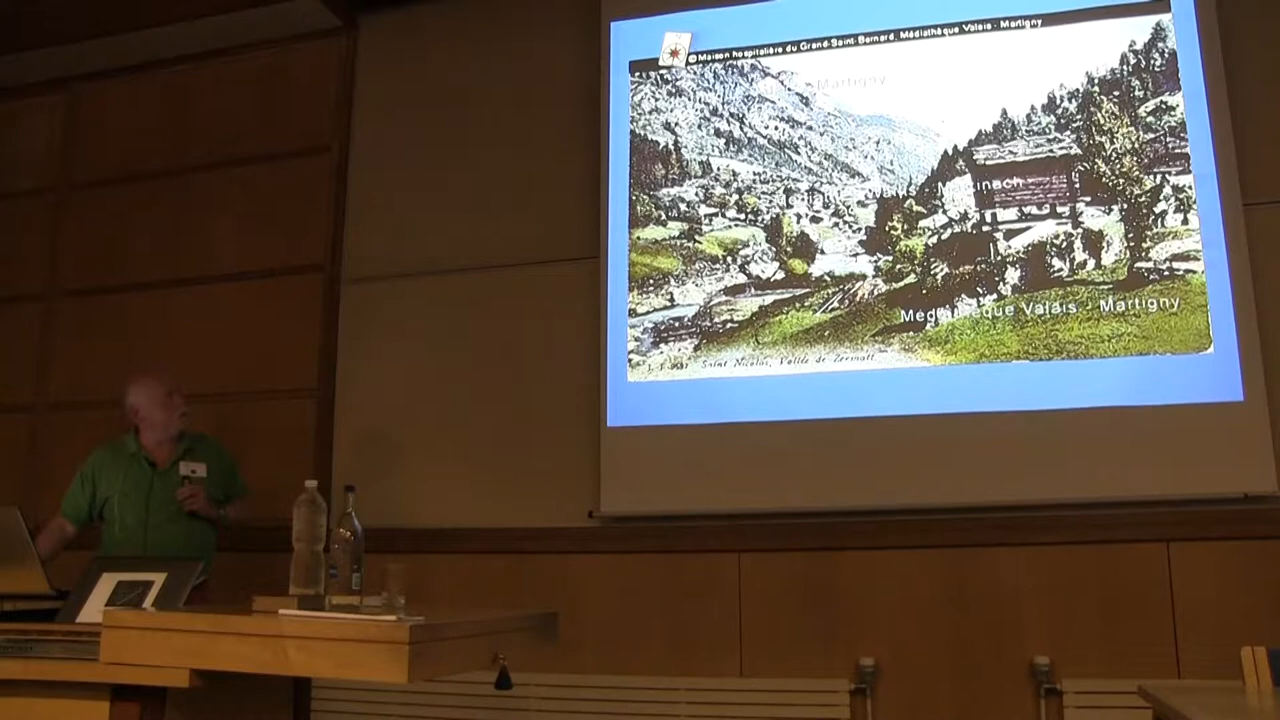 © Maison hospitalière du Grand-Saint-Bernard, Médiathèque Valais - Martigny
Martigny
Martinach
Médiathèque Valais - Martigny
Saint Nicolas, Vallée de Zermatt